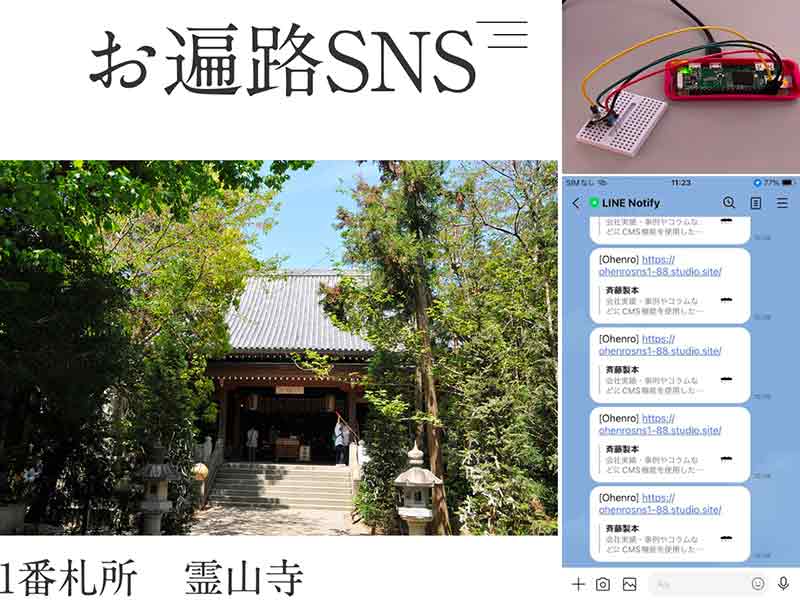 お遍路SNS
1番札所 霊山寺
SIMなし 11:23 77%
LINE Notify
会社実績・事例やコラムな
どにCMS機能を使用した…
[Ohenro] https://
ohenrosns1-88.studio.site/
斉藤製本
会社実績・事例やコラムな
どにCMS機能を使用した…
[Ohenro] https://
ohenrosns1-88.studio.site/
斉藤製本
会社実績・事例やコラムな
どにCMS機能を使用した…
[Ohenro] https://
ohenrosns1-88.studio.site/
斉藤製本
会社実績・事例やコラムな
どにCMS機能を使用した…
[Ohenro] https://
ohenrosns1-88.studio.site/
斉藤製本
会社実績・事例やコラムな
どにCMS機能を使用した…
Aa